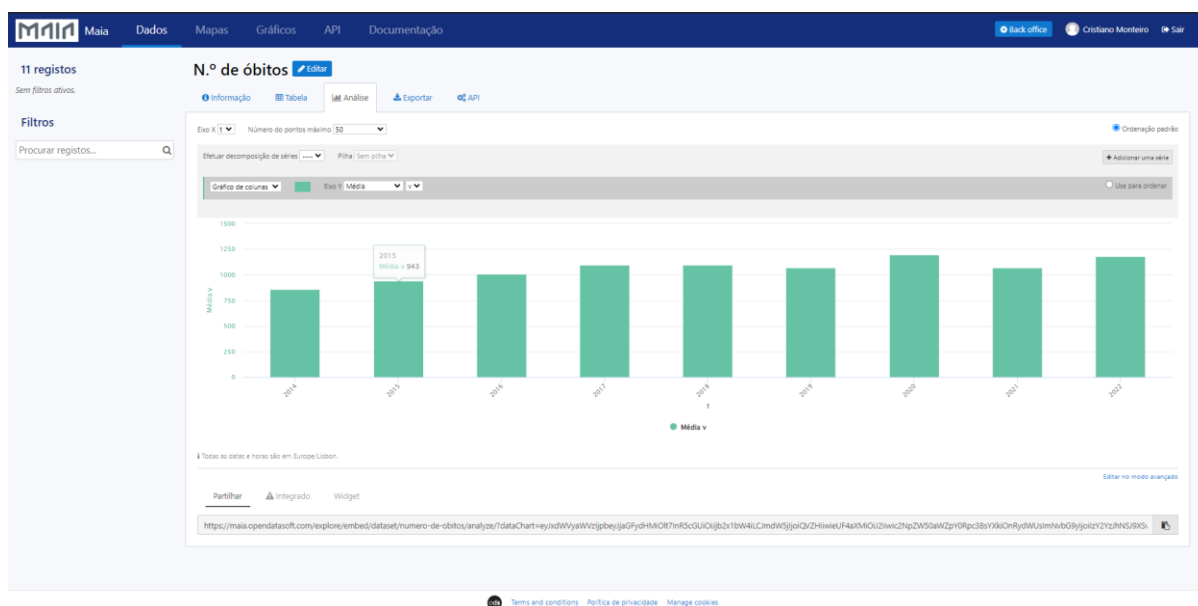 MAIA Maia Dados Mapas Gráficos API Documentação Back office Cristiano Monteiro Sair
11 registos
Sem filtros ativos.
Filtros
Procurar registos...
N.º de óbitos Editar
Informação Tabela Análise Exportar API
Eixo X t Número do pontos máximo 50 Ordenação padrão
Efetuar decomposição de séries .... Pilha Sem pilha Adicionar uma série
Gráfico de colunas Eixo Y Média v Use para ordenar
1500
1250
1000
750
500
250
0
Média v
2015
Média v 943
2014 2015 2016 2017 2018 2019 2020 2021 2022
t
Média v
Todas as datas e horas são em Europe/Lisbon.
Editar no modo avançado
Partilhar Integrado Widget
ods Terms and conditions Política de privacidade Manage cookies